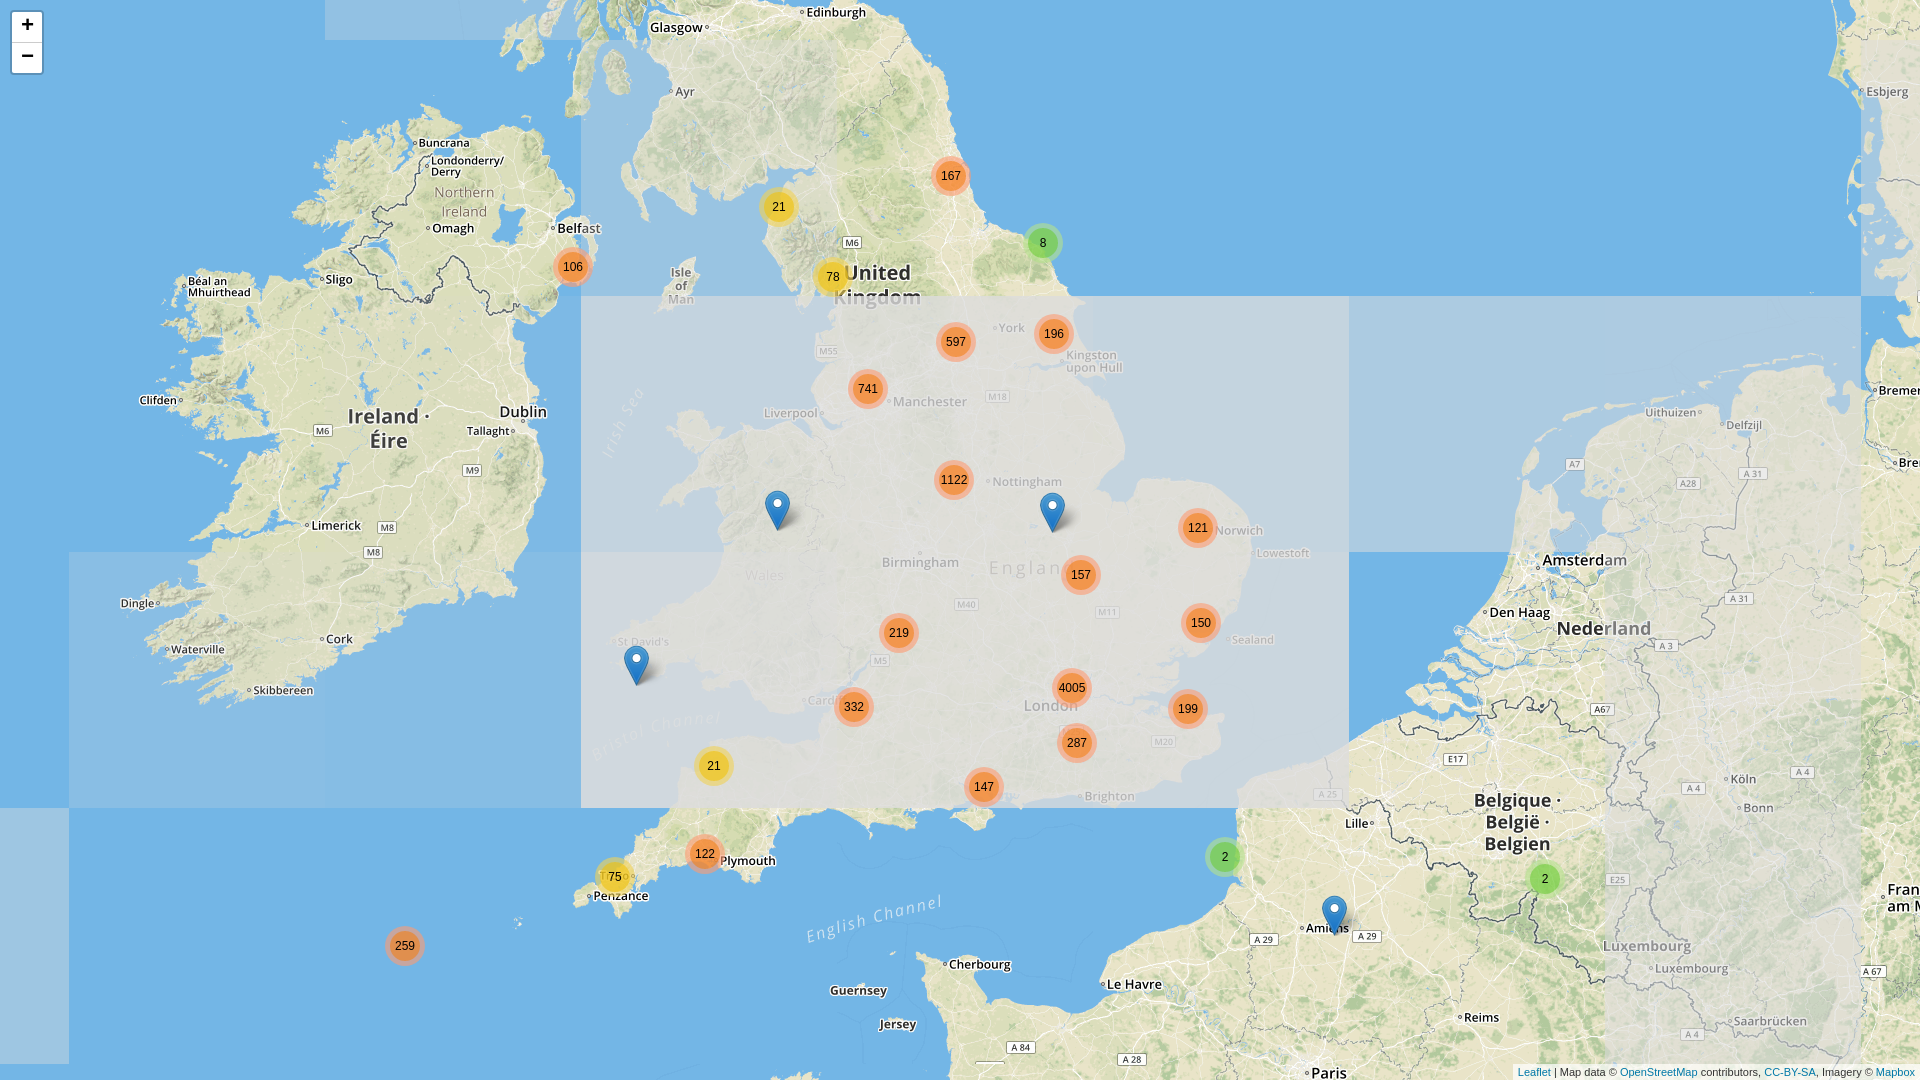 +
−
Glasgow
Edinburgh
Ayr
Esbjerg
Buncrana
Londonderry/
Derry
Northern
Ireland
Omagh
Belfast
167
21
8
M6
106
78
United
Kingdom
Isle
of
Man
Béal an
Mhuirthead
Sligo
York
196
597
M55
Kingston
upon Hull
741
Manchester
M18
Liverpool
Irish Sea
Clifden
Ireland ·
Éire
Dublin
Tallaght
M6
M9
Uithuizen
Delfzijl
Bremer
A7
A 31
A28
Bre
1122
Nottingham
121
Norwich
Lowestoft
Limerick
M8
M8
Birmingham
Englan
157
Wales
M40
M11
Amsterdam
Den Haag
Nederland
A 31
A 3
Dingle
Cork
Waterville
Skibbereen
St David's
219
M5
150
Sealand
4005
London
Cardi
332
199
287
M20
A67
Bristol Channel
21
147
Brighton
A 25
E17
Köln
A 4
A 4
Bonn
Belgique ·
België ·
Belgien
Lille
122
Plymouth
75
Penzance
2
2
E25
Fran
am M
259
English Channel
Amiens
A 29
A 29
Luxembourg
Luxembourg
A 67
Cherbourg
Guernsey
Jersey
Le Havre
Reims
Saarbrücken
A 4
A 84
A 28
Paris
Leaflet | Map data © OpenStreetMap contributors, CC-BY-SA, Imagery © Mapbox